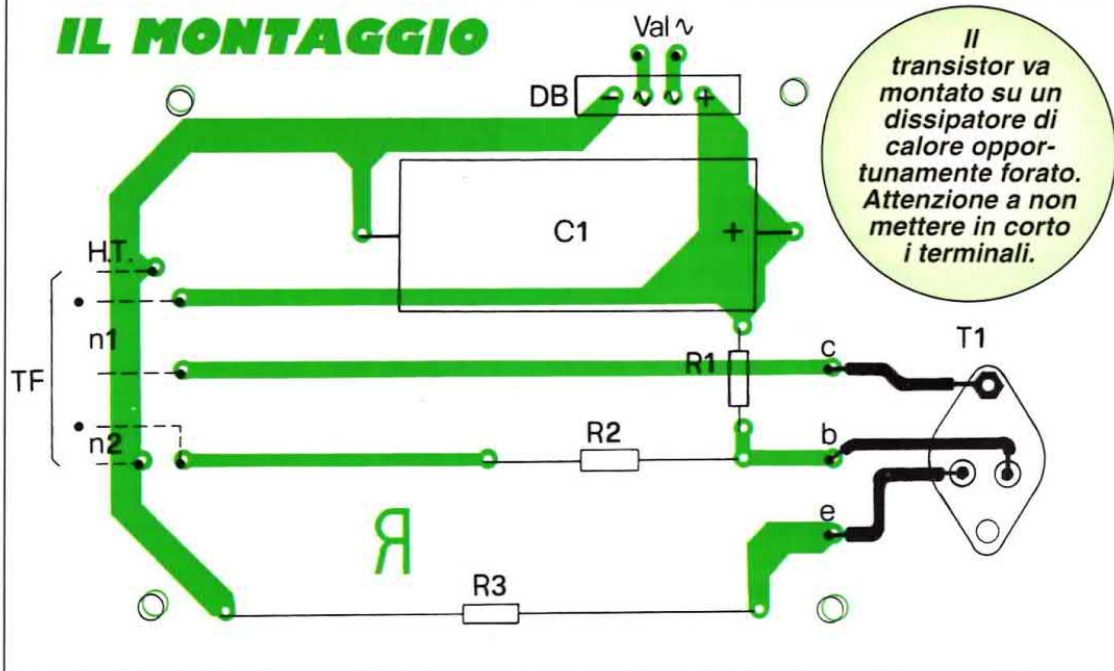 IL MONTAGGIO
Val ∿
DB
− ∿ ∿ +
Il
transistor va
montato su un
dissipatore di
calore oppor-
tunamente forato.
Attenzione a non
mettere in corto
i terminali.
C1
+
H.T.
n1
TF
n2
R1
c
T1
R2
b
e
R3
Я